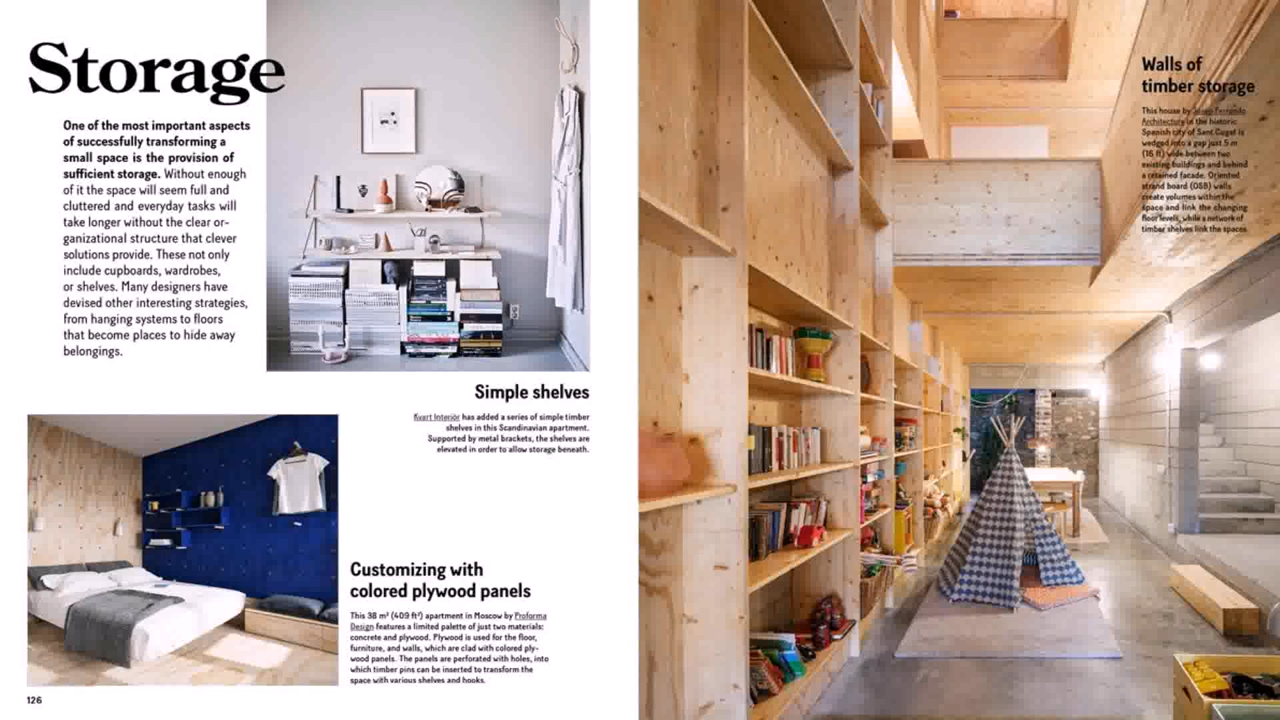 Storage
One of the most important aspects
of successfully transforming a
small space is the provision of
sufficient storage. Without enough
of it the space will seem full and
cluttered and everyday tasks will
take longer without the clear or-
ganizational structure that clever
solutions provide. These not only
include cupboards, wardrobes,
or shelves. Many designers have
devised other interesting strategies,
from hanging systems to floors
that become places to hide away
belongings.
Simple shelves
Kvart Interiör has added a series of simple timber
shelves in this Scandinavian apartment.
Supported by metal brackets, the shelves are
elevated in order to allow storage beneath.
Customizing with
colored plywood panels
This 38 m² (409 ft²) apartment in Moscow by Proforma
Design features a limited palette of just two materials:
concrete and plywood. Plywood is used for the floor,
furniture, and walls, which are clad with colored ply-
wood panels. The panels are perforated with holes, into
which timber pins can be inserted to transform the
space with various shelves and hooks.
126
Walls of
timber storage
This house by Josep Ferrando
Architecture in the historic
Spanish city of Sant Cugat is
wedged into a gap just 5 m
(16 ft) wide between two
existing buildings and behind
a retained facade. Oriented
strand board (OSB) walls
create volumes within the
space and link the changing
floor levels, while a network of
timber shelves link the spaces.